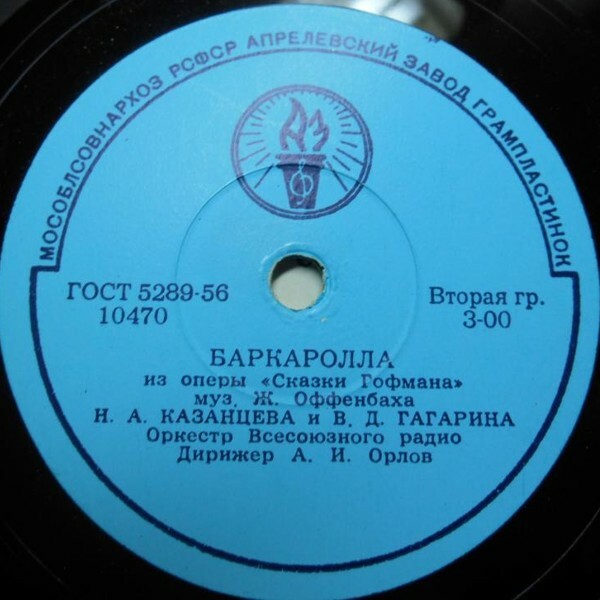 МОСОБЛСОВНАРХОЗ РСФСР АПРЕЛЕВСКИЙ ЗАВОД ГРАМПЛАСТИНОК
АЗ
ГОСТ 5289-56
10470
Вторая гр.
3-00
БАРКАРОЛЛА
из оперы «Сказки Гофмана»
муз. Ж. Оффенбаха
Н. А. КАЗАНЦЕВА и В. Д. ГАГАРИНА
Оркестр Всесоюзного радио
Дирижер А. И. Орлов